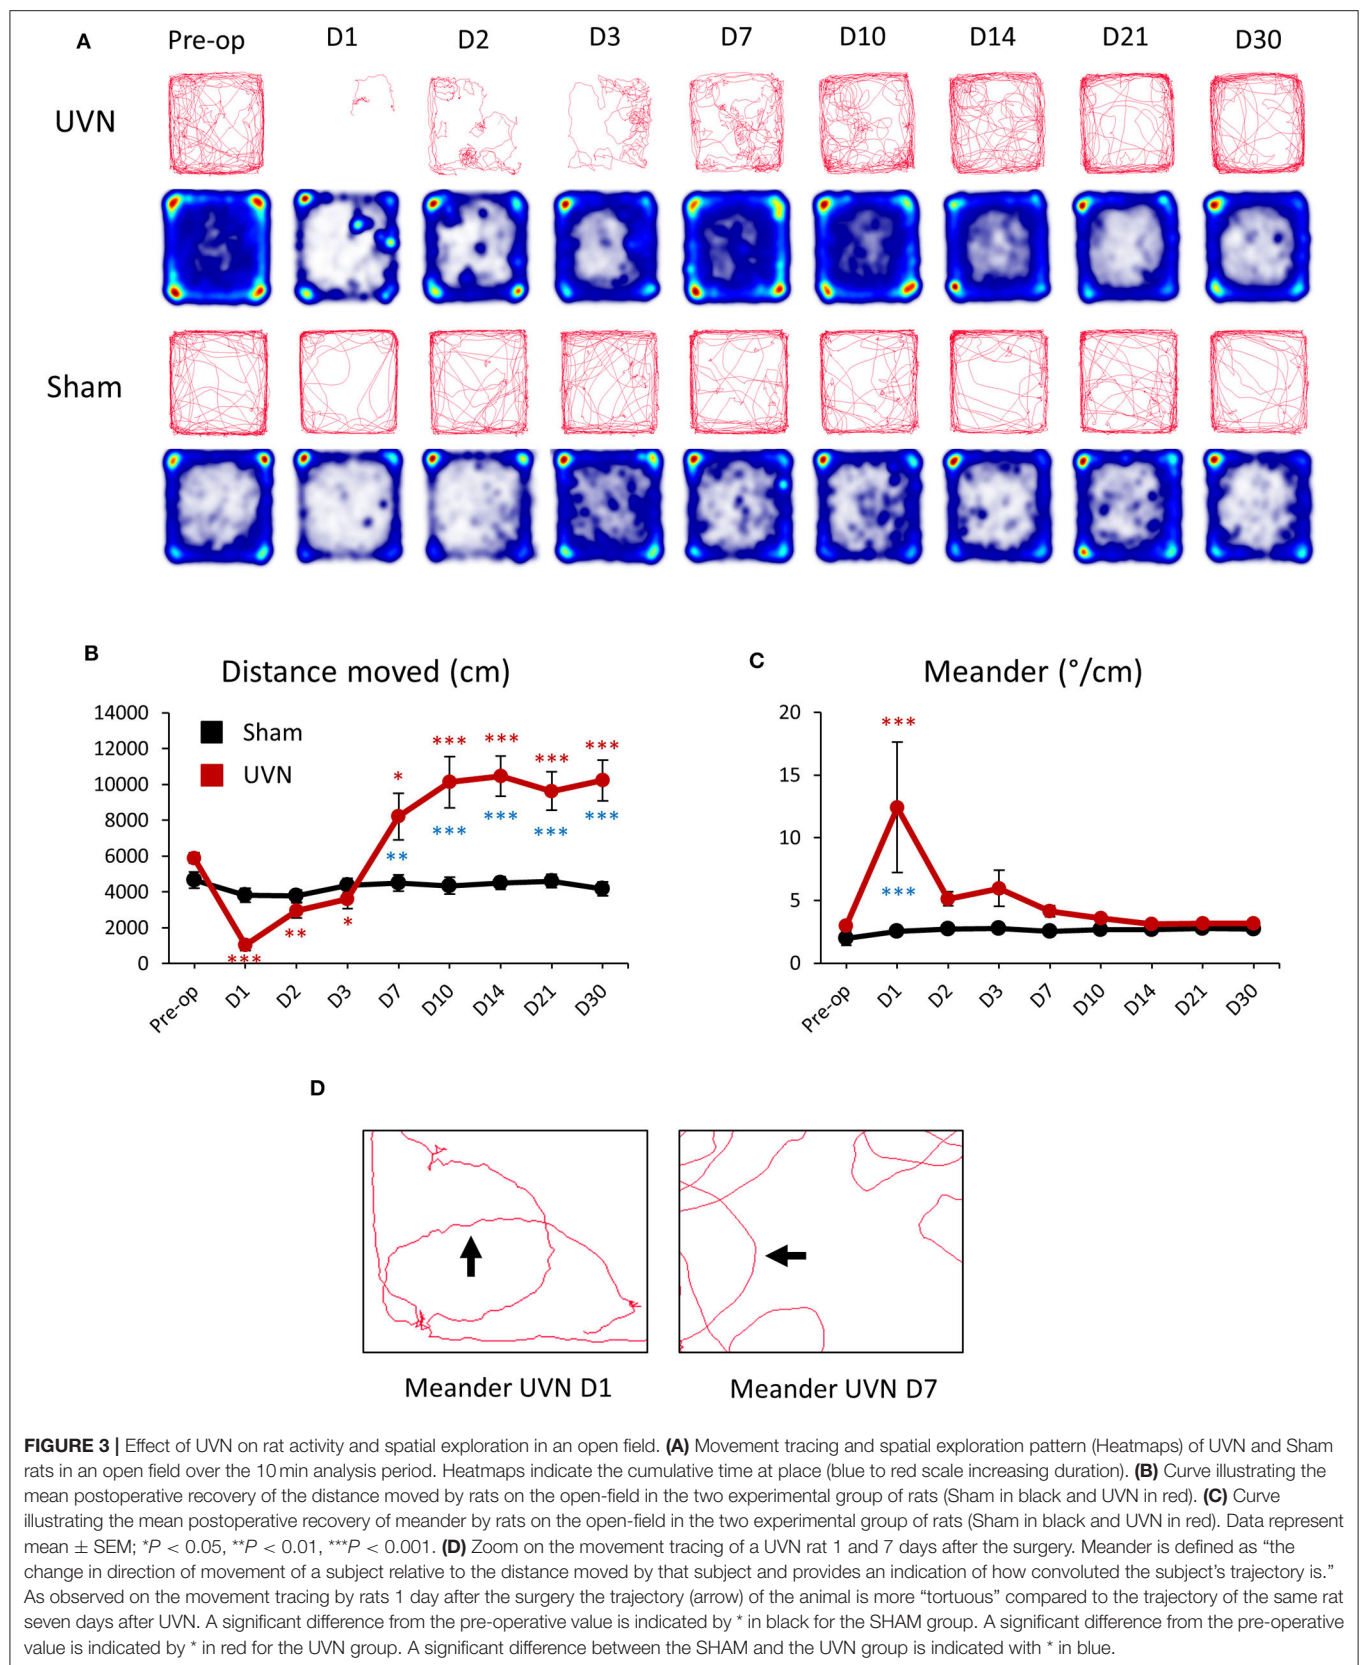 A
Pre-op D1 D2 D3 D7 D10 D14 D21 D30
UVN
Sham
B
Distance moved (cm)
14000
12000
10000
8000
6000
4000
2000
0
Sham
UVN
*** ** * * *** *** *** ***
** *** *** *** ***
Pre-op D1 D2 D3 D7 D10 D14 D21 D30
C
Meander (°/cm)
20
15
10
5
0
***
***
Pre-op D1 D2 D3 D7 D10 D14 D21 D30
D
Meander UVN D1
Meander UVN D7
FIGURE 3 | Effect of UVN on rat activity and spatial exploration in an open field. (A) Movement tracing and spatial exploration pattern (Heatmaps) of UVN and Sham
rats in an open field over the 10 min analysis period. Heatmaps indicate the cumulative time at place (blue to red scale increasing duration). (B) Curve illustrating the
mean postoperative recovery of the distance moved by rats on the open-field in the two experimental group of rats (Sham in black and UVN in red). (C) Curve
illustrating the mean postoperative recovery of meander by rats on the open-field in the two experimental group of rats (Sham in black and UVN in red). Data represent
mean ± SEM; *P < 0.05, **P < 0.01, ***P < 0.001. (D) Zoom on the movement tracing of a UVN rat 1 and 7 days after the surgery. Meander is defined as “the
change in direction of movement of a subject relative to the distance moved by that subject and provides an indication of how convoluted the subject’s trajectory is.”
As observed on the movement tracing by rats 1 day after the surgery the trajectory (arrow) of the animal is more “tortuous” compared to the trajectory of the same rat
seven days after UVN. A significant difference from the pre-operative value is indicated by * in black for the SHAM group. A significant difference from the pre-operative
value is indicated by * in red for the UVN group. A significant difference between the SHAM and the UVN group is indicated with * in blue.